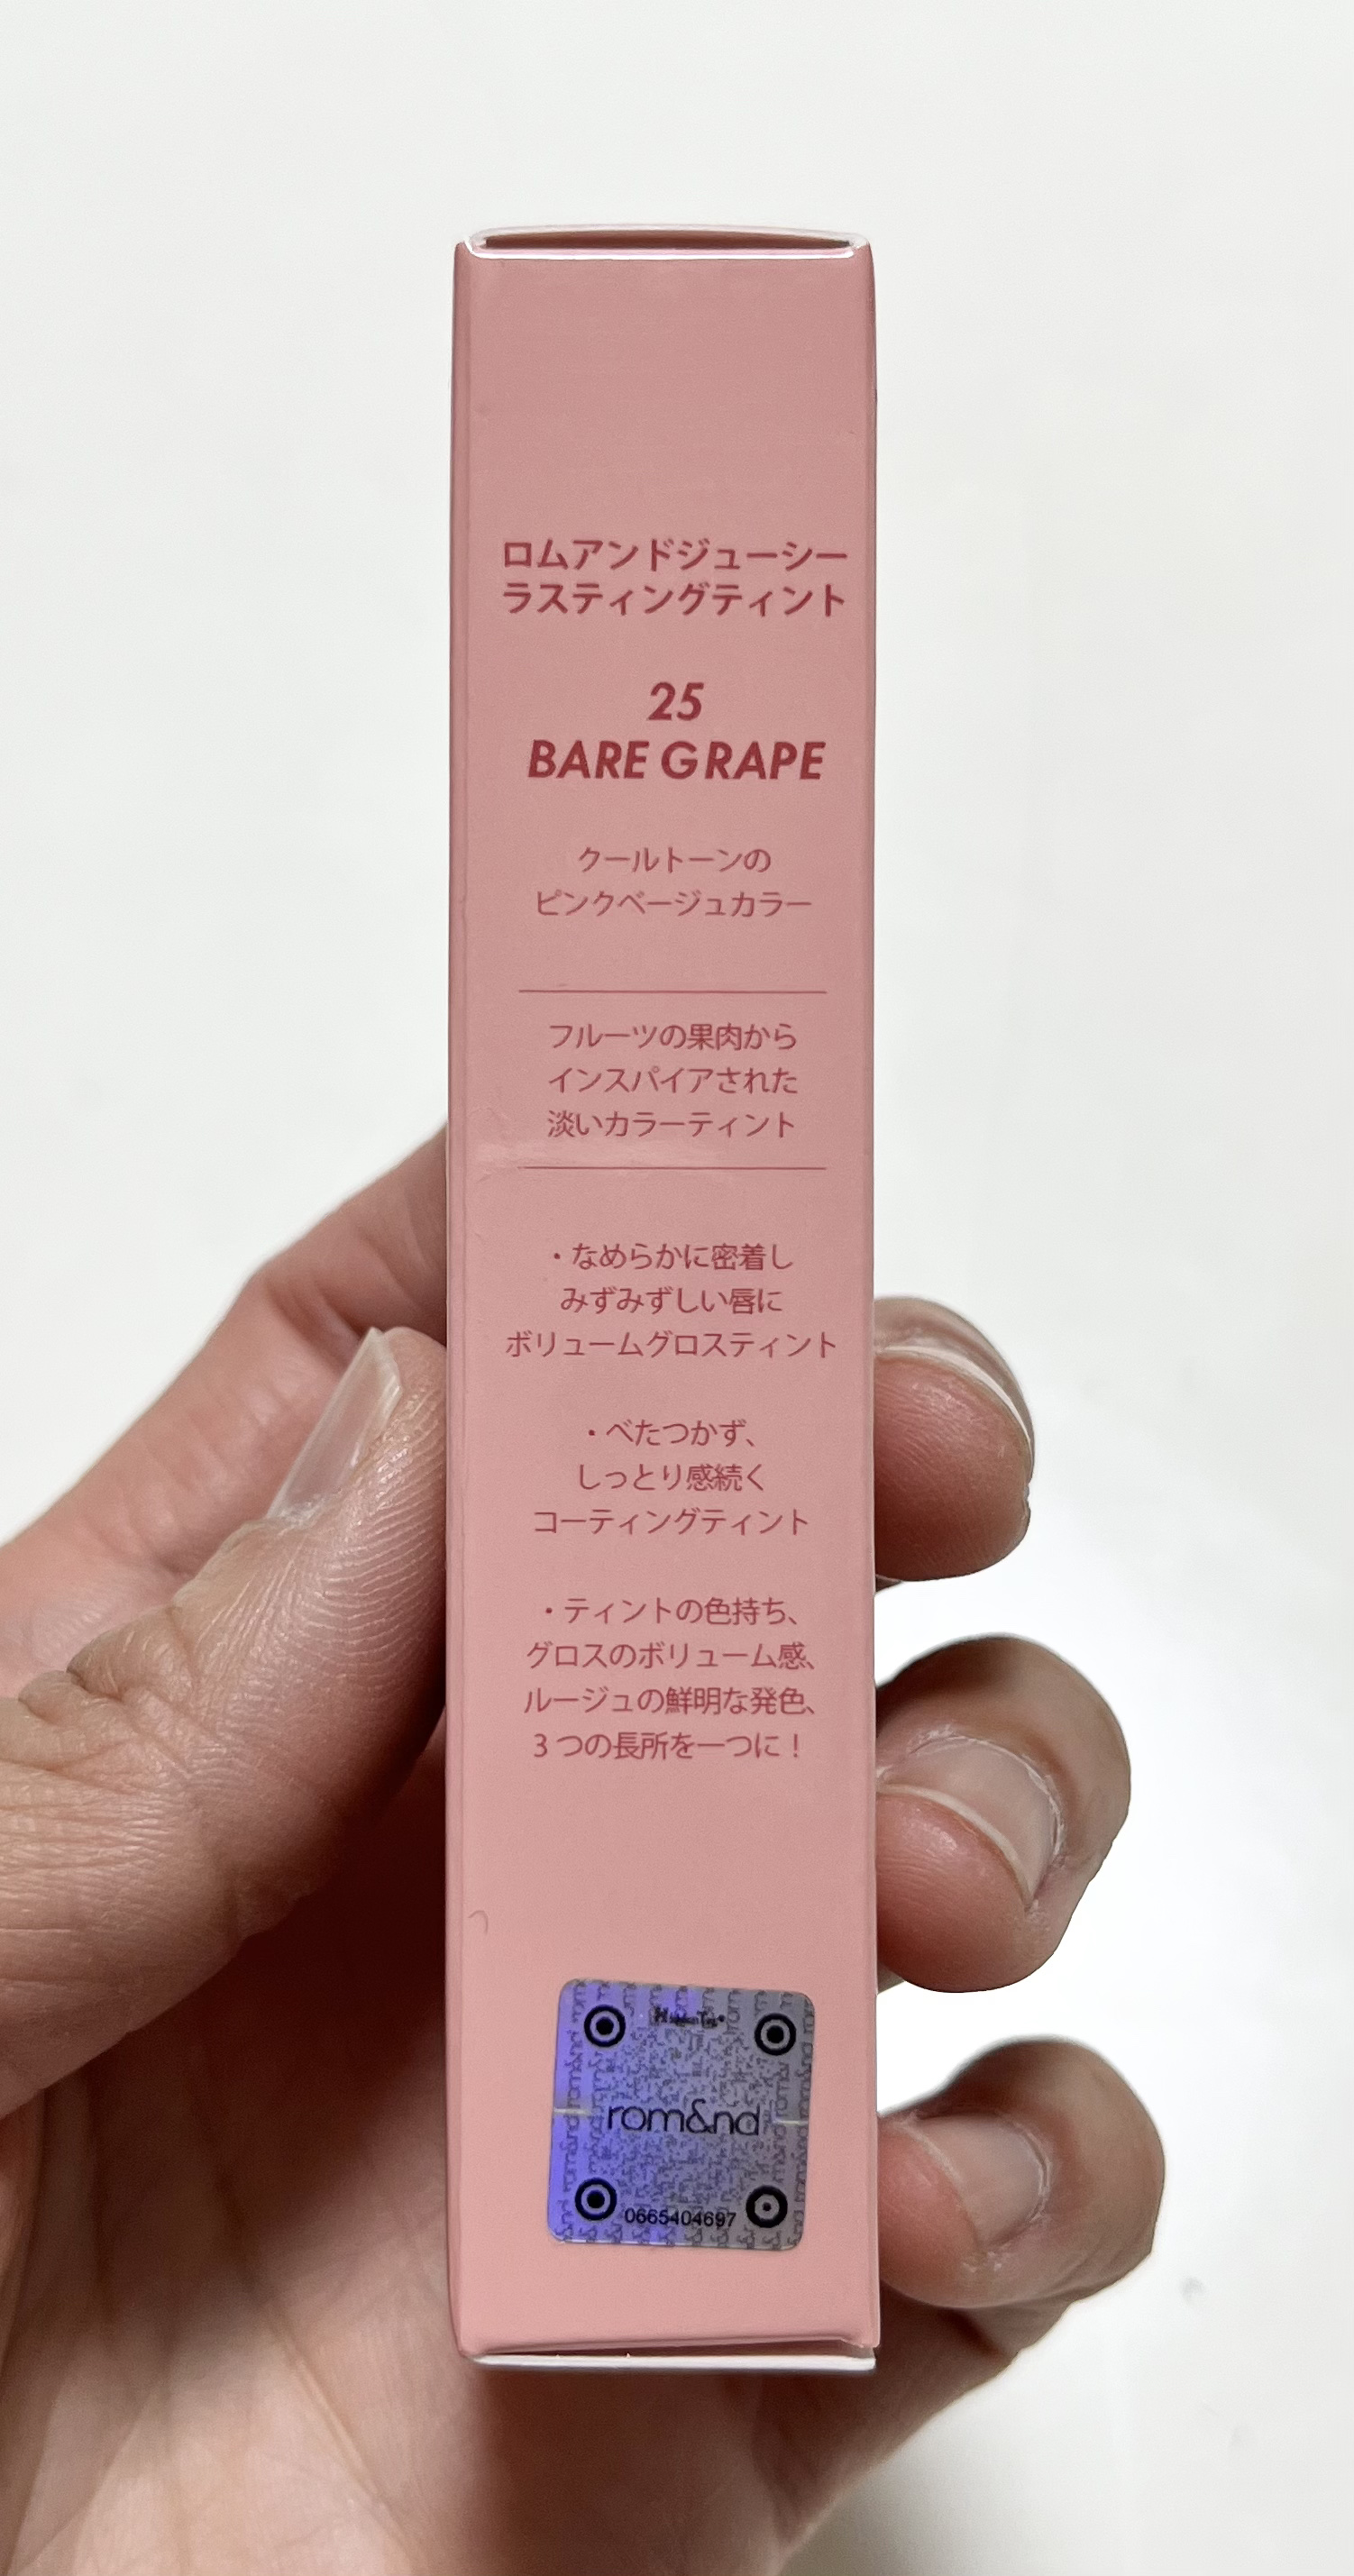 ロムアンドジューシー
ラスティングティント
25
BARE GRAPE
クールトーンの
ピンクベージュカラー
フルーツの果肉から
インスパイアされた
淡いカラーティント
・なめらかに密着し
みずみずしい唇に
ボリュームグロスティント
・べたつかず、
しっとり感続く
コーティングティント
・ティントの色持ち、
グロスのボリューム感、
ルージュの鮮明な発色、
3つの長所を一つに！
rom&nd
0665404697